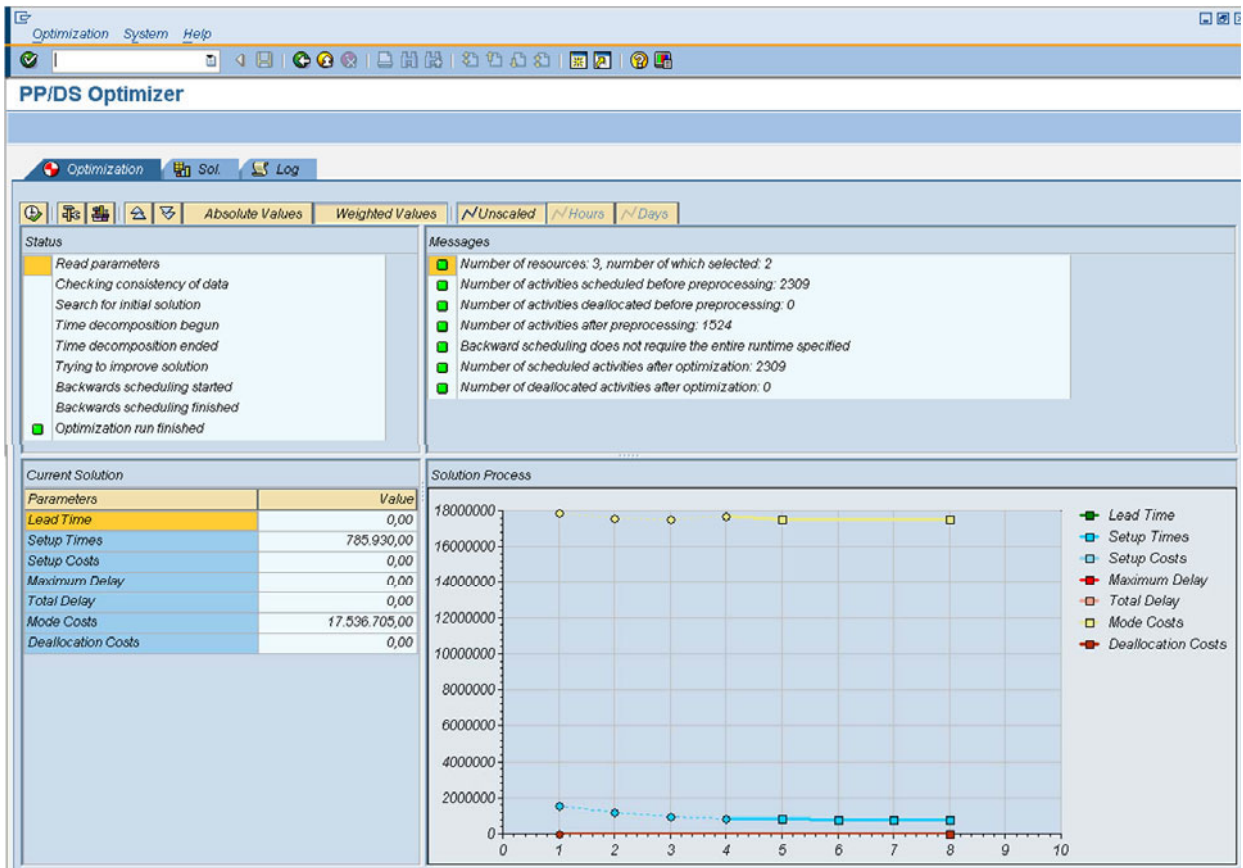 Optimization System Help
PP/DS Optimizer
Optimization Sol. Log
Absolute Values Weighted Values Unscaled Hours Days
Status
Read parameters
Checking consistency of data
Search for initial solution
Time decomposition begun
Time decomposition ended
Trying to improve solution
Backwards scheduling started
Backwards scheduling finished
Optimization run finished
Messages
Number of resources: 3, number of which selected: 2
Number of activities scheduled before preprocessing: 2309
Number of activities deallocated before preprocessing: 0
Number of activities after preprocessing: 1524
Backward scheduling does not require the entire runtime specified
Number of scheduled activities after optimization: 2309
Number of deallocated activities after optimization: 0
Current Solution
Parameters Value
Lead Time 0,00
Setup Times 785.930,00
Setup Costs 0,00
Maximum Delay 0,00
Total Delay 0,00
Mode Costs 17.536.705,00
Deallocation Costs 0,00
Solution Process
18000000
16000000
14000000
12000000
10000000
8000000
6000000
4000000
2000000
0
0 1 2 3 4 5 6 7 8 9 10
Lead Time
Setup Times
Setup Costs
Maximum Delay
Total Delay
Mode Costs
Deallocation Costs